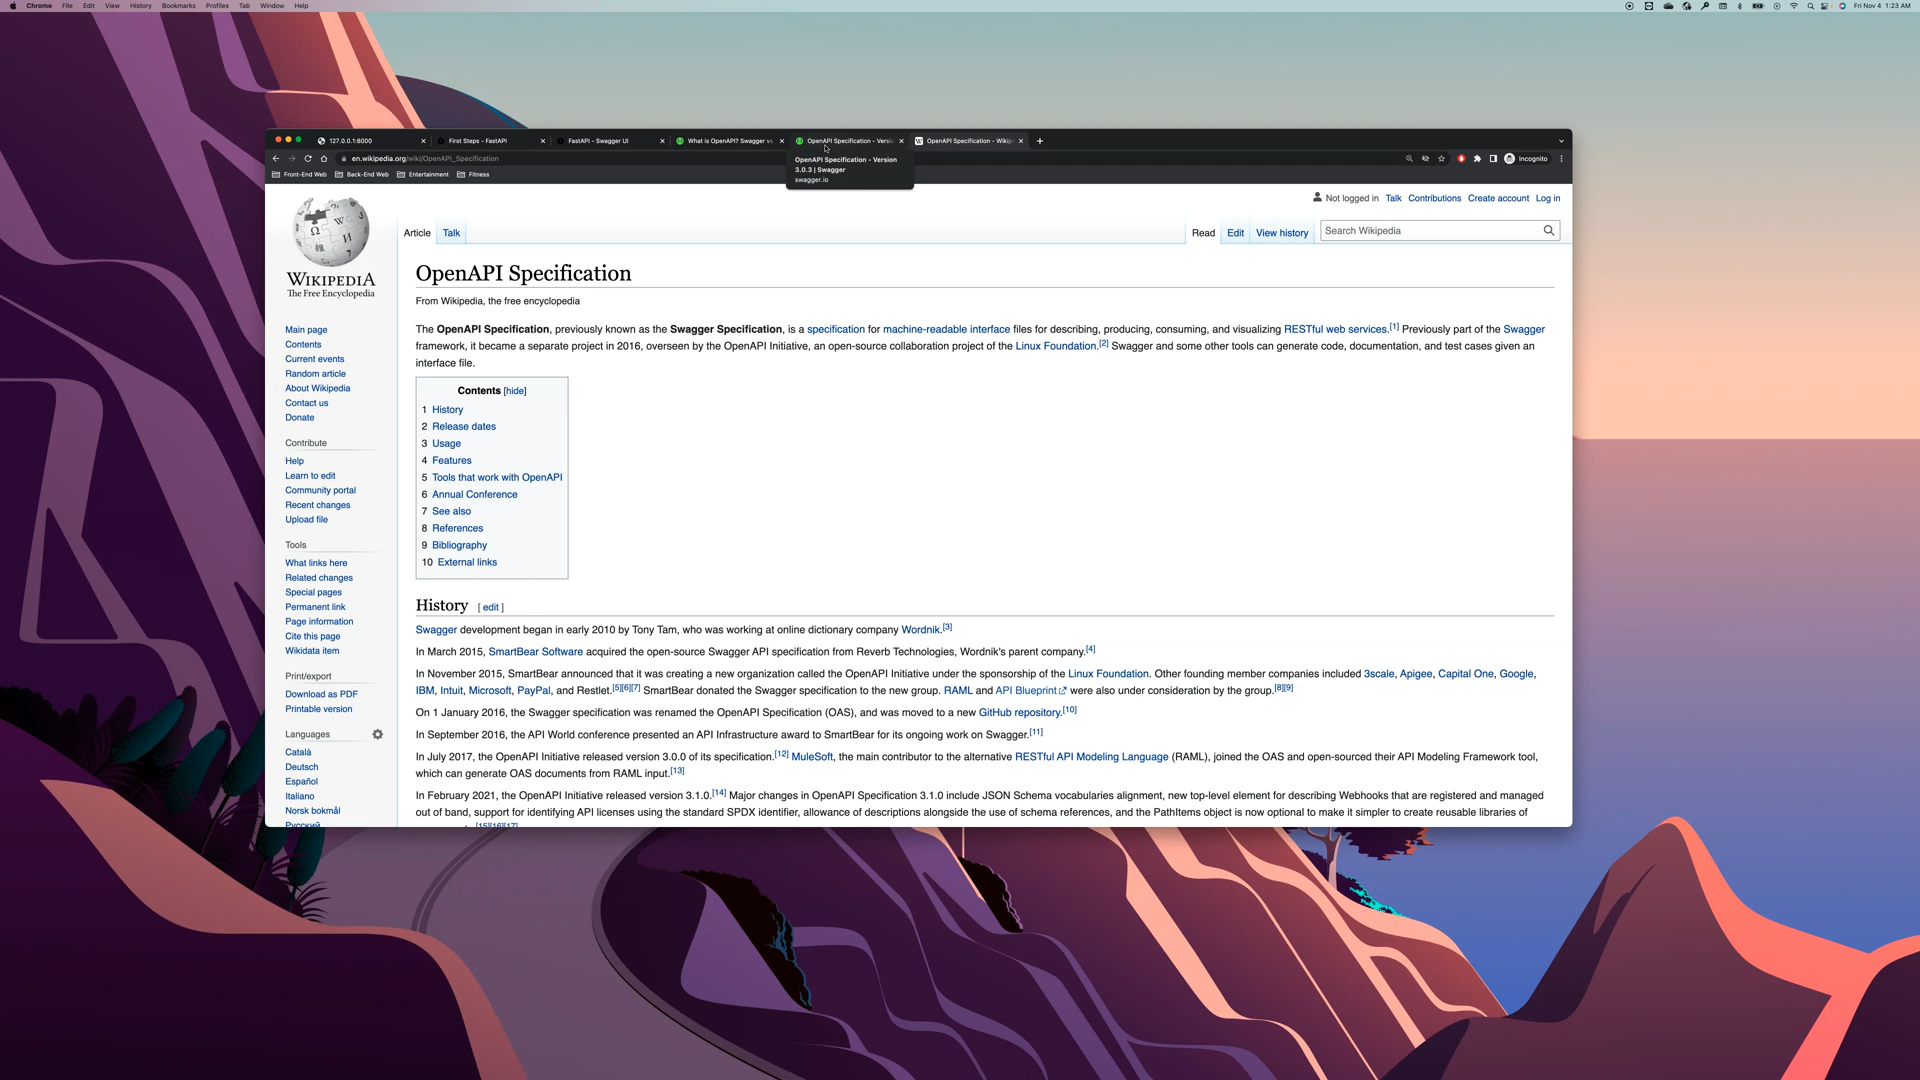 Chrome File Edit View History Bookmarks Profiles Tab Window Help
Fri Nov 4 1:23 AM
127.0.0.1:8000
First Steps - FastAPI
FastAPI - Swagger UI
What is OpenAPI? Swagger vs
OpenAPI Specification - Versi
OpenAPI Specification - Wikip
en.wikipedia.org/wiki/OpenAPI_Specification
Incognito
Front-End Web Back-End Web Entertainment Fitness
OpenAPI Specification - Version
3.0.3 | Swagger
swagger.io
Not logged in Talk Contributions Create account Log in
Article Talk
Read Edit View history
Search Wikipedia
WIKIPEDIA
The Free Encyclopedia
Main page
Contents
Current events
Random article
About Wikipedia
Contact us
Donate
Contribute
Help
Learn to edit
Community portal
Recent changes
Upload file
Tools
What links here
Related changes
Special pages
Permanent link
Page information
Cite this page
Wikidata item
Print/export
Download as PDF
Printable version
Languages
Català
Deutsch
Español
Italiano
Norsk bokmål
Русский
OpenAPI Specification
From Wikipedia, the free encyclopedia
The OpenAPI Specification, previously known as the Swagger Specification, is a specification for machine-readable interface files for describing, producing, consuming, and visualizing RESTful web services.[1] Previously part of the Swagger
framework, it became a separate project in 2016, overseen by the OpenAPI Initiative, an open-source collaboration project of the Linux Foundation.[2] Swagger and some other tools can generate code, documentation, and test cases given an
interface file.
Contents [hide]
1 History
2 Release dates
3 Usage
4 Features
5 Tools that work with OpenAPI
6 Annual Conference
7 See also
8 References
9 Bibliography
10 External links
History [ edit ]
Swagger development began in early 2010 by Tony Tam, who was working at online dictionary company Wordnik.[3]
In March 2015, SmartBear Software acquired the open-source Swagger API specification from Reverb Technologies, Wordnik's parent company.[4]
In November 2015, SmartBear announced that it was creating a new organization called the OpenAPI Initiative under the sponsorship of the Linux Foundation. Other founding member companies included 3scale, Apigee, Capital One, Google,
IBM, Intuit, Microsoft, PayPal, and Restlet.[5][6][7] SmartBear donated the Swagger specification to the new group. RAML and API Blueprint were also under consideration by the group.[8][9]
On 1 January 2016, the Swagger specification was renamed the OpenAPI Specification (OAS), and was moved to a new GitHub repository.[10]
In September 2016, the API World conference presented an API Infrastructure award to SmartBear for its ongoing work on Swagger.[11]
In July 2017, the OpenAPI Initiative released version 3.0.0 of its specification.[12] MuleSoft, the main contributor to the alternative RESTful API Modeling Language (RAML), joined the OAS and open-sourced their API Modeling Framework tool,
which can generate OAS documents from RAML input.[13]
In February 2021, the OpenAPI Initiative released version 3.1.0.[14] Major changes in OpenAPI Specification 3.1.0 include JSON Schema vocabularies alignment, new top-level element for describing Webhooks that are registered and managed
out of band, support for identifying API licenses using the standard SPDX identifier, allowance of descriptions alongside the use of schema references, and the PathItems object is now optional to make it simpler to create reusable libraries of
[15][16][17]